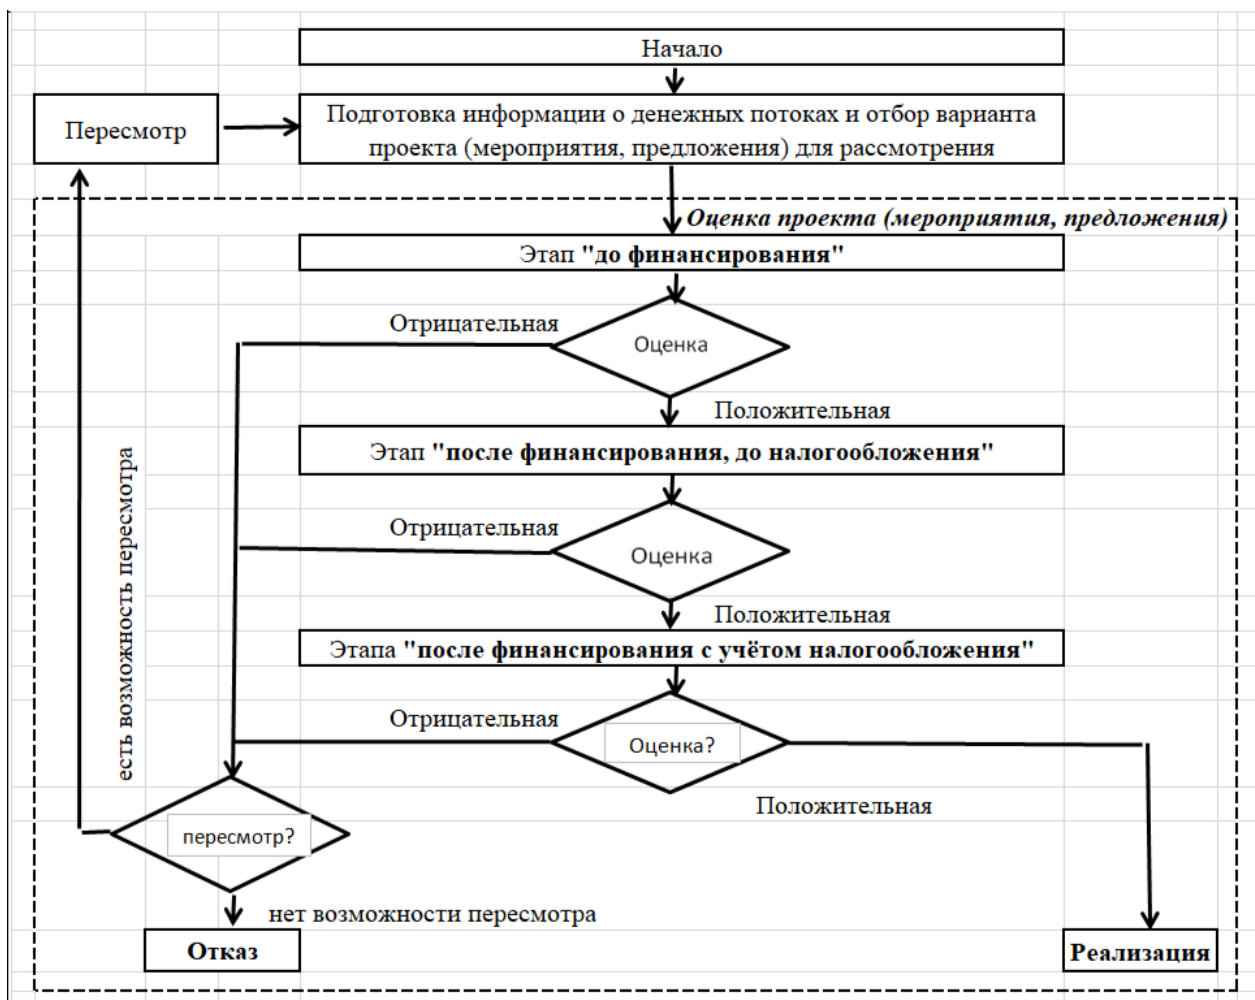 Начало
Пересмотр
Подготовка информации о денежных потоках и отбор варианта
проекта (мероприятия, предложения) для рассмотрения
Оценка проекта (мероприятия, предложения)
Этап "до финансирования"
Отрицательная
Оценка
Положительная
Этап "после финансирования, до налогообложения"
Отрицательная
Оценка
Положительная
Этапа "после финансирования с учётом налогообложения"
Отрицательная
Оценка?
Положительная
есть возможность пересмотра
пересмотр?
нет возможности пересмотра
Отказ
Реализация